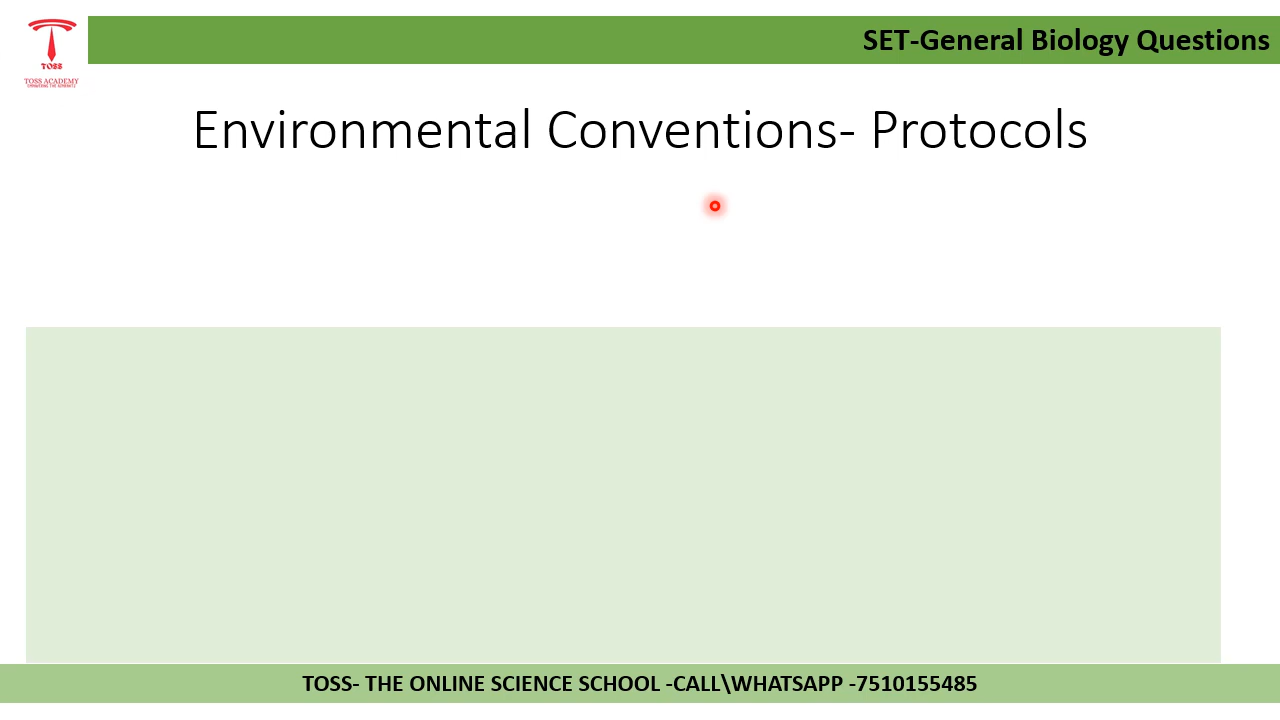 SET-General Biology Questions
TOSS
TOSS ACADEMY
Environmental Conventions- Protocols
TOSS- THE ONLINE SCIENCE SCHOOL -CALL\WHATSAPP -7510155485